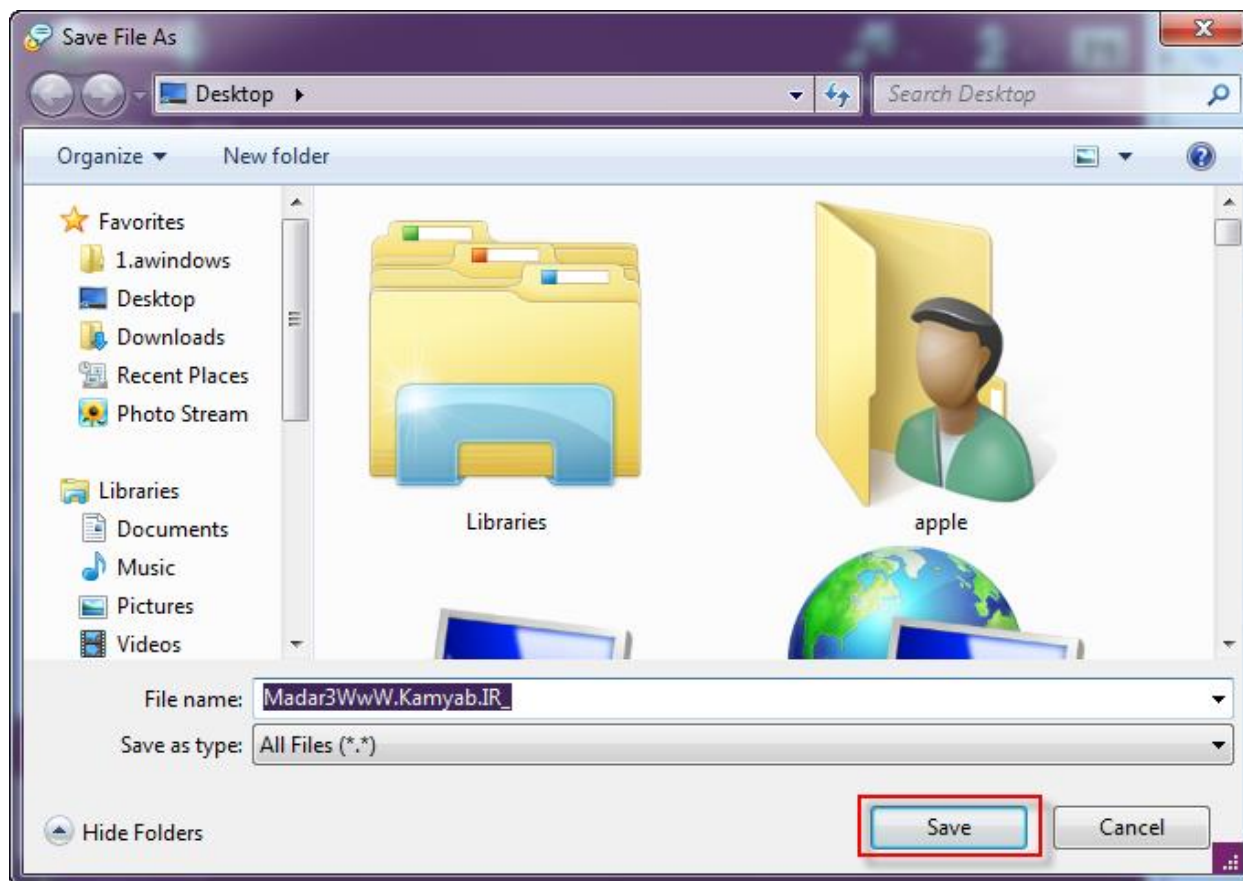 Save File As
Desktop
Search Desktop
Organize
New folder
Favorites
1.awindows
Desktop
Downloads
Recent Places
Photo Stream
Libraries
Documents
Music
Pictures
Videos
Libraries
apple
File name: Madar3WwW.Kamyab.IR_
Save as type: All Files (*.*)
Hide Folders
Save
Cancel